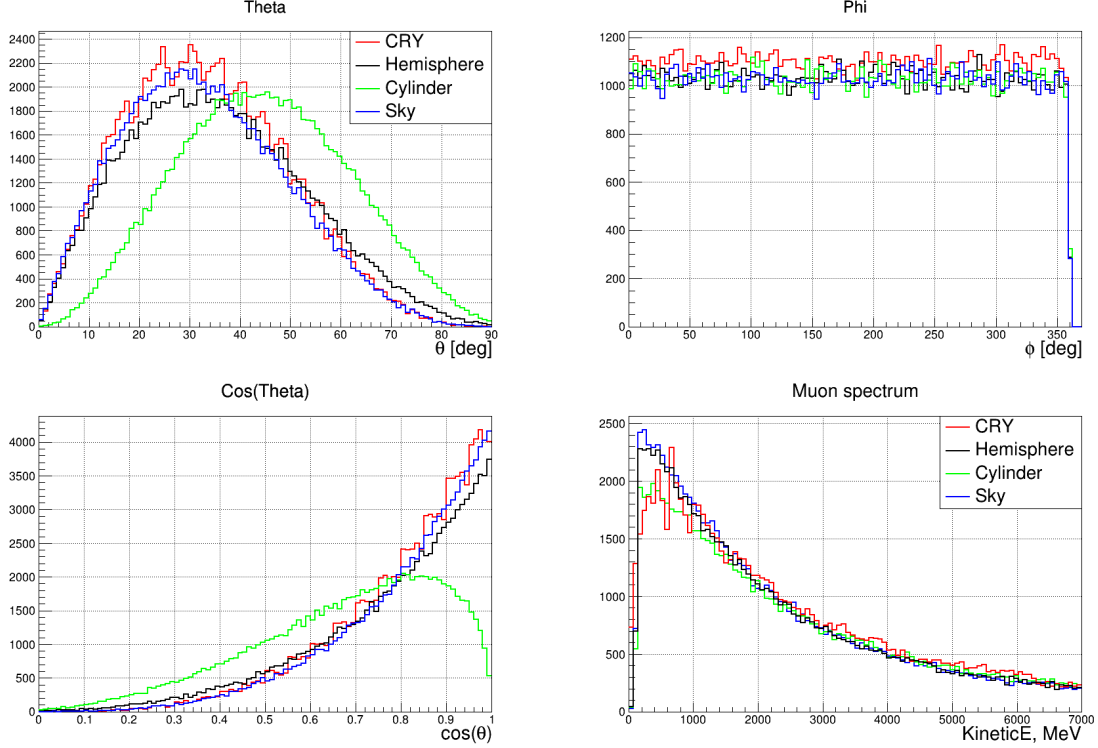 Theta
2400
2200
2000
1800
1600
1400
1200
1000
800
600
400
200
0
0 10 20 30 40 50 60 70 80 90
θ [deg]
CRY
Hemisphere
Cylinder
Sky
Phi
1200
1000
800
600
400
200
0
0 50 100 150 200 250 300 350
ϕ [deg]
Cos(Theta)
4000
3500
3000
2500
2000
1500
1000
500
0
0 0.1 0.2 0.3 0.4 0.5 0.6 0.7 0.8 0.9 1
cos(θ)
Muon spectrum
2500
2000
1500
1000
500
0
0 1000 2000 3000 4000 5000 6000 7000
KineticE, MeV
CRY
Hemisphere
Cylinder
Sky